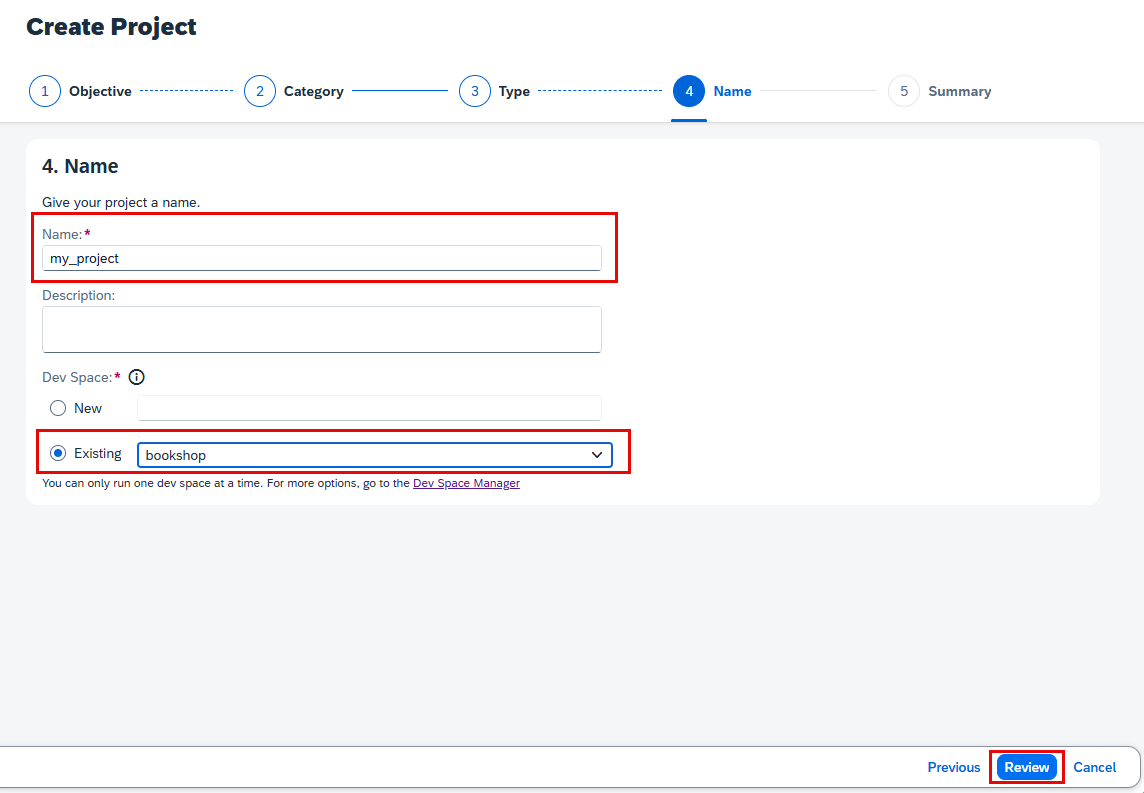 Create Project
1 Objective 2 Category 3 Type 4 Name 5 Summary
4. Name
Give your project a name.
Name:*
my_project
Description:
Dev Space:*
New
Existing bookshop
You can only run one dev space at a time. For more options, go to the Dev Space Manager
Previous Review Cancel